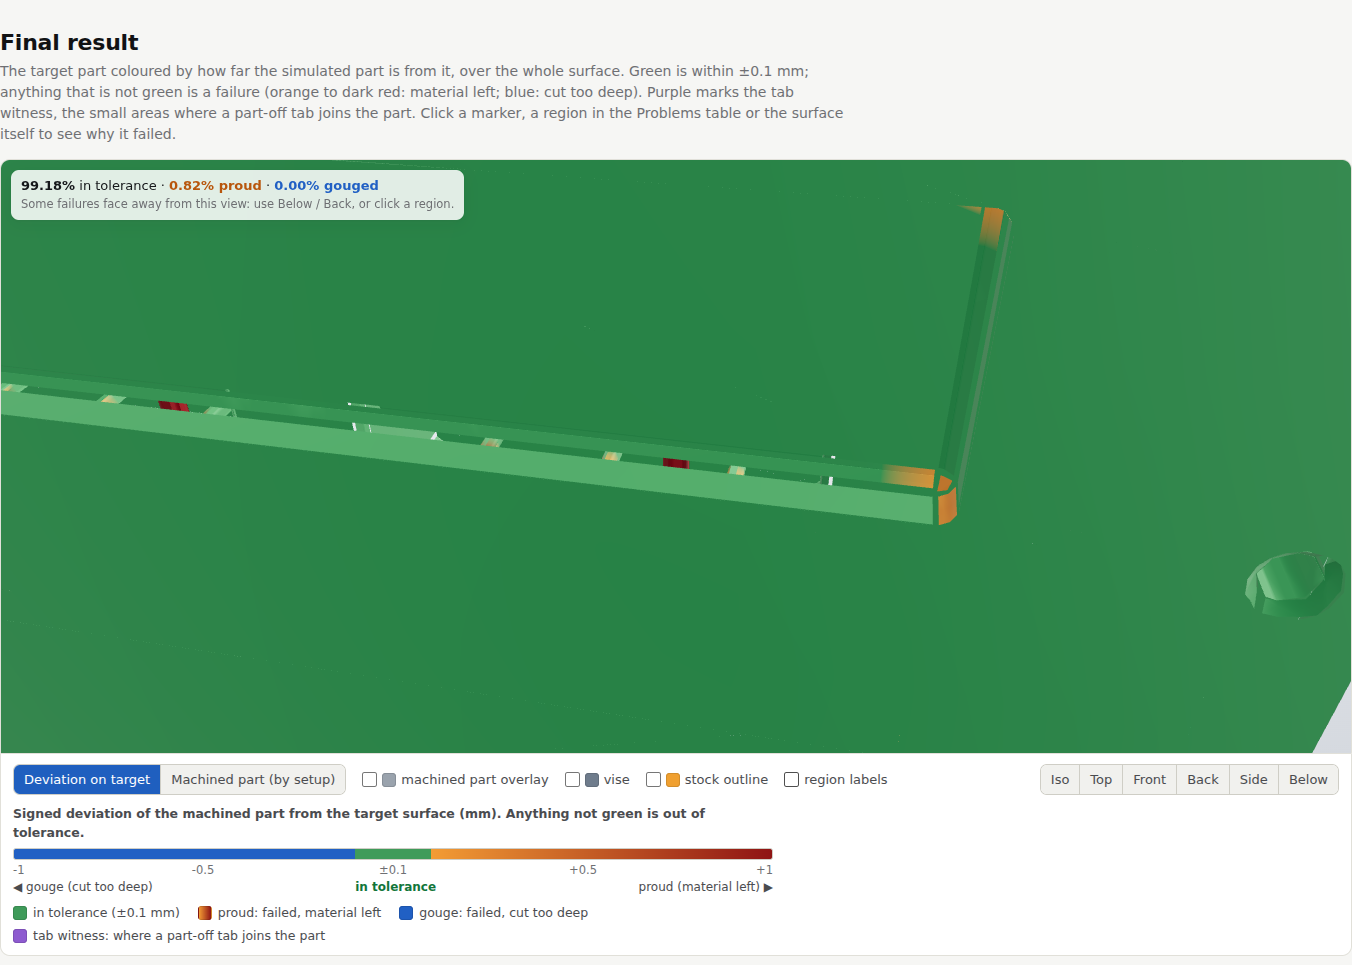 Final result
The target part coloured by how far the simulated part is from it, over the whole surface. Green is within ±0.1 mm;
anything that is not green is a failure (orange to dark red: material left; blue: cut too deep). Purple marks the tab
witness, the small areas where a part-off tab joins the part. Click a marker, a region in the Problems table or the surface
itself to see why it failed.
99.18% in tolerance · 0.82% proud · 0.00% gouged
Some failures face away from this view: use Below / Back, or click a region.
Deviation on target Machined part (by setup) machined part overlay vise stock outline region labels Iso Top Front Back Side Below
Signed deviation of the machined part from the target surface (mm). Anything not green is out of
tolerance.
-1 -0.5 ±0.1 +0.5 +1
◀ gouge (cut too deep) in tolerance proud (material left) ▶
in tolerance (±0.1 mm) proud: failed, material left gouge: failed, cut too deep
tab witness: where a part-off tab joins the part